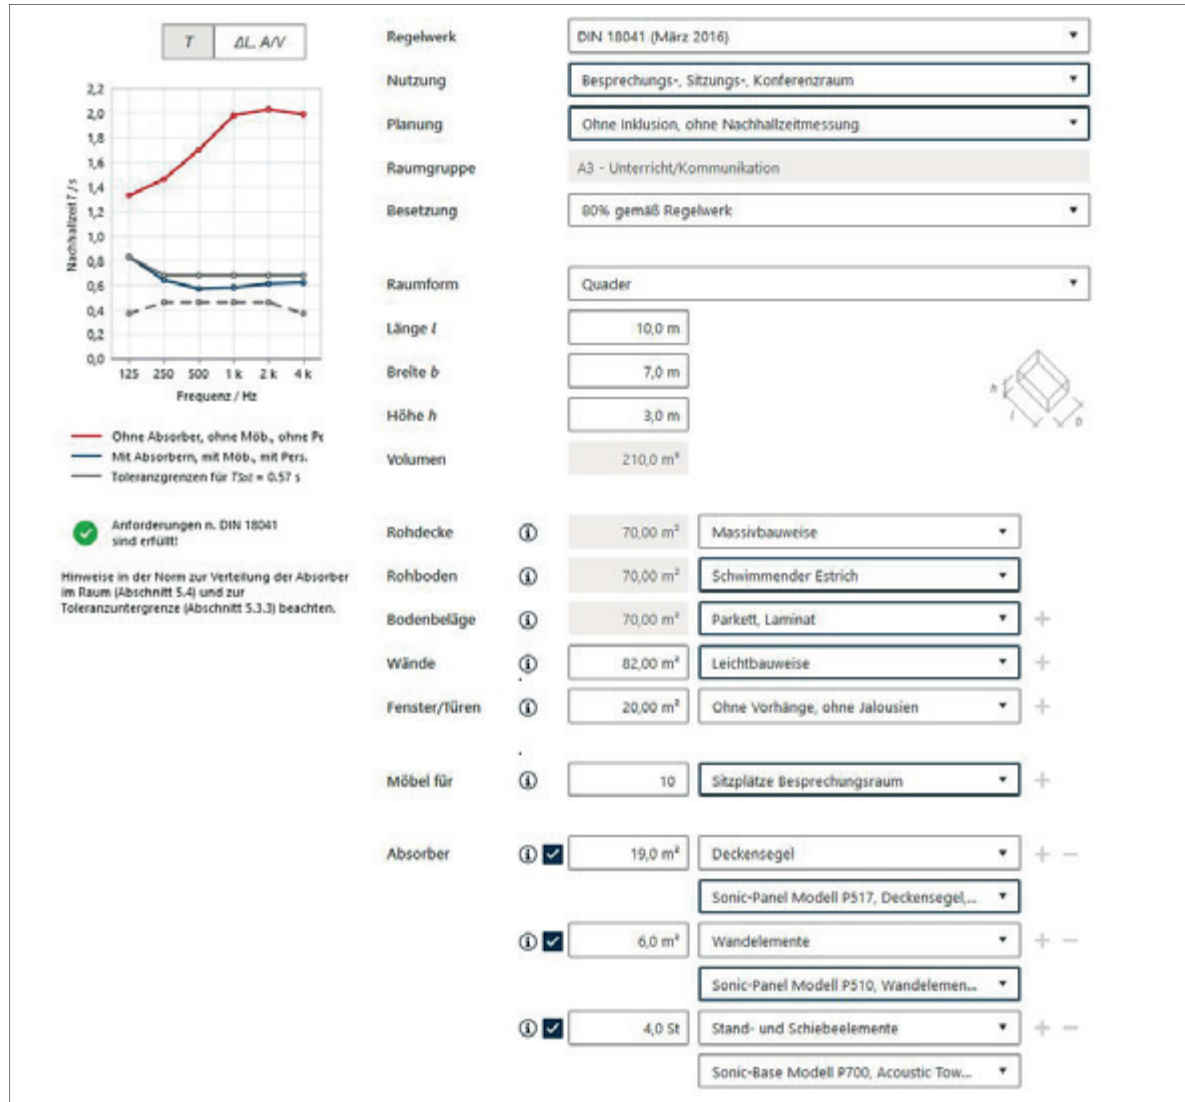 T ΔL, A/V
2,2
2,0
1,8
1,6
1,4
1,2
1,0
0,8
0,6
0,4
0,2
0,0
Nachhallzeit T / s
125 250 500 1 k 2 k 4 k
Frequenz / Hz
Ohne Absorber, ohne Möb., ohne Pe
Mit Absorbern, mit Möb., mit Pers.
Toleranzgrenzen für TSoll = 0.57 s
Anforderungen n. DIN 18041
sind erfüllt!
Hinweise in der Norm zur Verteilung der Absorber
im Raum (Abschnitt 5.4) und zur
Toleranzuntergrenze (Abschnitt 5.3.3) beachten.
Regelwerk DIN 18041 (März 2016)
Nutzung Besprechungs-, Sitzungs-, Konferenzraum
Planung Ohne Inklusion, ohne Nachhallzeitmessung
Raumgruppe A3 - Unterricht/Kommunikation
Besetzung 80% gemäß Regelwerk
Raumform Quader
Länge l 10,0 m
Breite b 7,0 m
Höhe h 3,0 m
h l b
Volumen 210,0 m³
Rohdecke 70,00 m² Massivbauweise
Rohboden 70,00 m² Schwimmender Estrich
Bodenbeläge 70,00 m² Parkett, Laminat +
Wände 82,00 m² Leichtbauweise +
Fenster/Türen 20,00 m² Ohne Vorhänge, ohne Jalousien +
Möbel für 10 Sitzplätze Besprechungsraum +
Absorber 19,0 m² Deckensegel + −
Sonic-Panel Modell P517, Deckensegel,...
6,0 m² Wandelemente + −
Sonic-Panel Modell P510, Wandelemen...
4,0 St Stand- und Schiebeelemente + −
Sonic-Base Modell P700, Acoustic Tow...